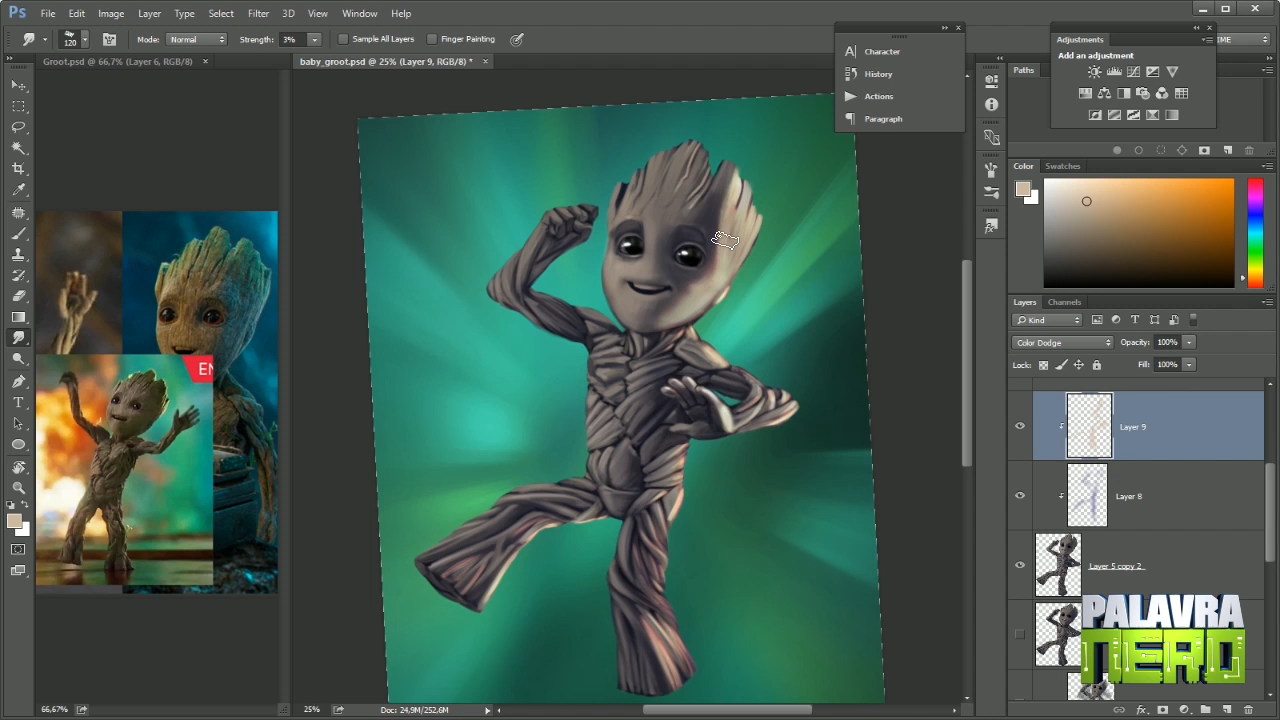 Ps File Edit Image Layer Type Select Filter 3D View Window Help
120 Mode: Normal Strength: 3% Sample All Layers Finger Painting
Groot.psd @ 66,7% (Layer 6, RGB/8) ×
baby_groot.psd @ 25% (Layer 9, RGB/8) * ×
Character
History
Actions
Paragraph
Adjustments
Add an adjustment
Paths
Color Swatches
Layers Channels
Kind
Color Dodge Opacity: 100%
Lock: Fill: 100%
Layer 9
Layer 8
Layer 5 copy 2
PALAVRA
NERD
EN
66,67%
25% Doc: 24,9M/252,6M